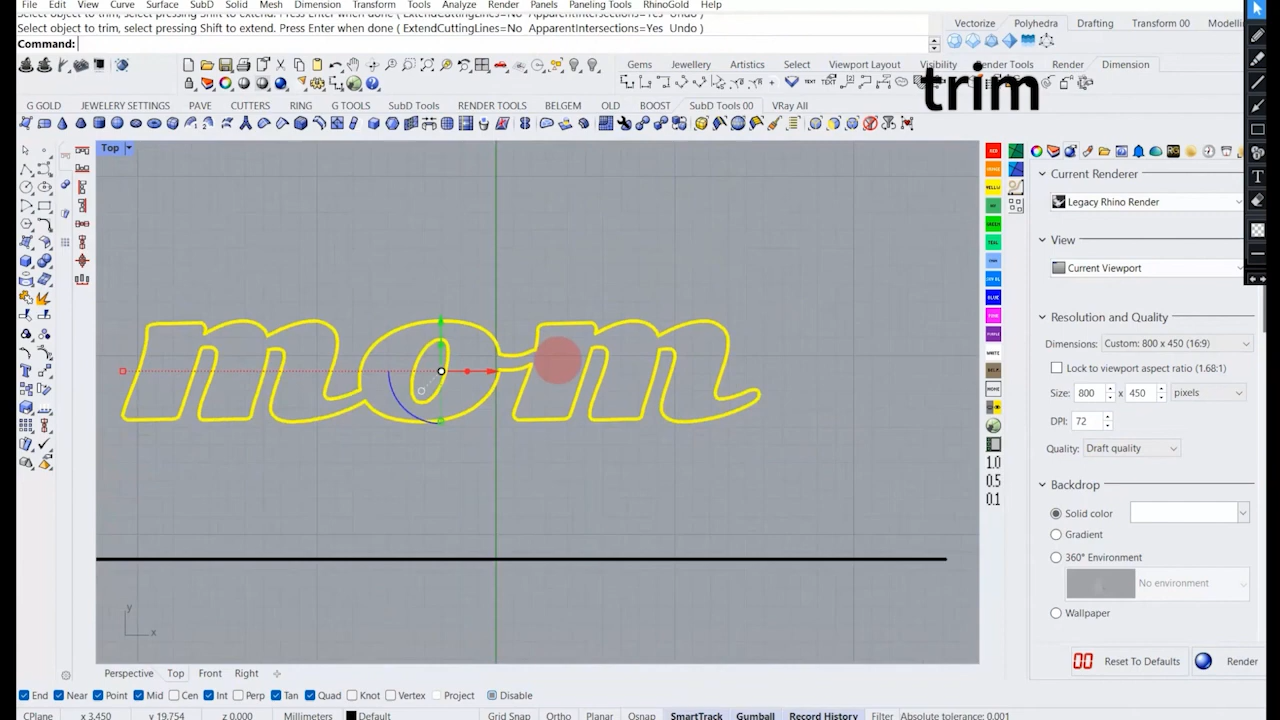 File Edit View Curve Surface SubD Solid Mesh Dimension Transform Tools Analyze Render Panels Paneling Tools RhinoGold Help
Select object to trim, select pressing Shift to extend. Press Enter when done ( ExtendCuttingLines=No ApparentIntersections=Yes Undo )
Select object to trim, select pressing Shift to extend. Press Enter when done ( ExtendCuttingLines=No ApparentIntersections=Yes Undo )
Command:
Vectorize Polyhedra Drafting Transform 00 Modelli
Gems Jewellery Artistics Select Viewport Layout Visibility Render Tools Render Dimension
trim
G GOLD JEWELERY SETTINGS PAVE CUTTERS RING G TOOLS SubD Tools RENDER TOOLS BELGEM OLD BOOST SubD Tools 00 VRay All
Top
mom
1.0
0.5
0.1
Current Renderer
Legacy Rhino Render
View
Current Viewport
Resolution and Quality
Dimensions: Custom: 800 x 450 (16:9)
Lock to viewport aspect ratio (1.68:1)
Size: 800 x 450 pixels
DPI: 72
Quality: Draft quality
Backdrop
Solid color
Gradient
360° Environment
No environment
Wallpaper
Reset To Defaults Render
y
x
Perspective Top Front Right
End Near Point Mid Cen Int Perp Tan Quad Knot Vertex Project Disable
CPlane x 3.450 y 19.754 z 0.000 Millimeters Default Grid Snap Ortho Planar Osnap SmartTrack Gumball Record History Filter Absolute tolerance: 0.001